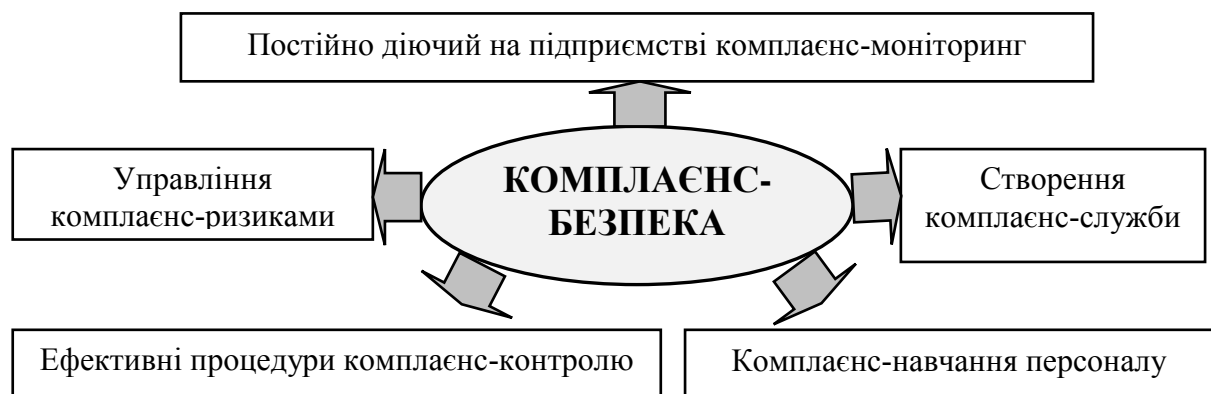 Постійно діючий на підприємстві комплаєнс-моніторинг
Управління
комплаєнс-ризиками
КОМПЛАЄНС-
БЕЗПЕКА
Створення
комплаєнс-служби
Ефективні процедури комплаєнс-контролю
Комплаєнс-навчання персоналу